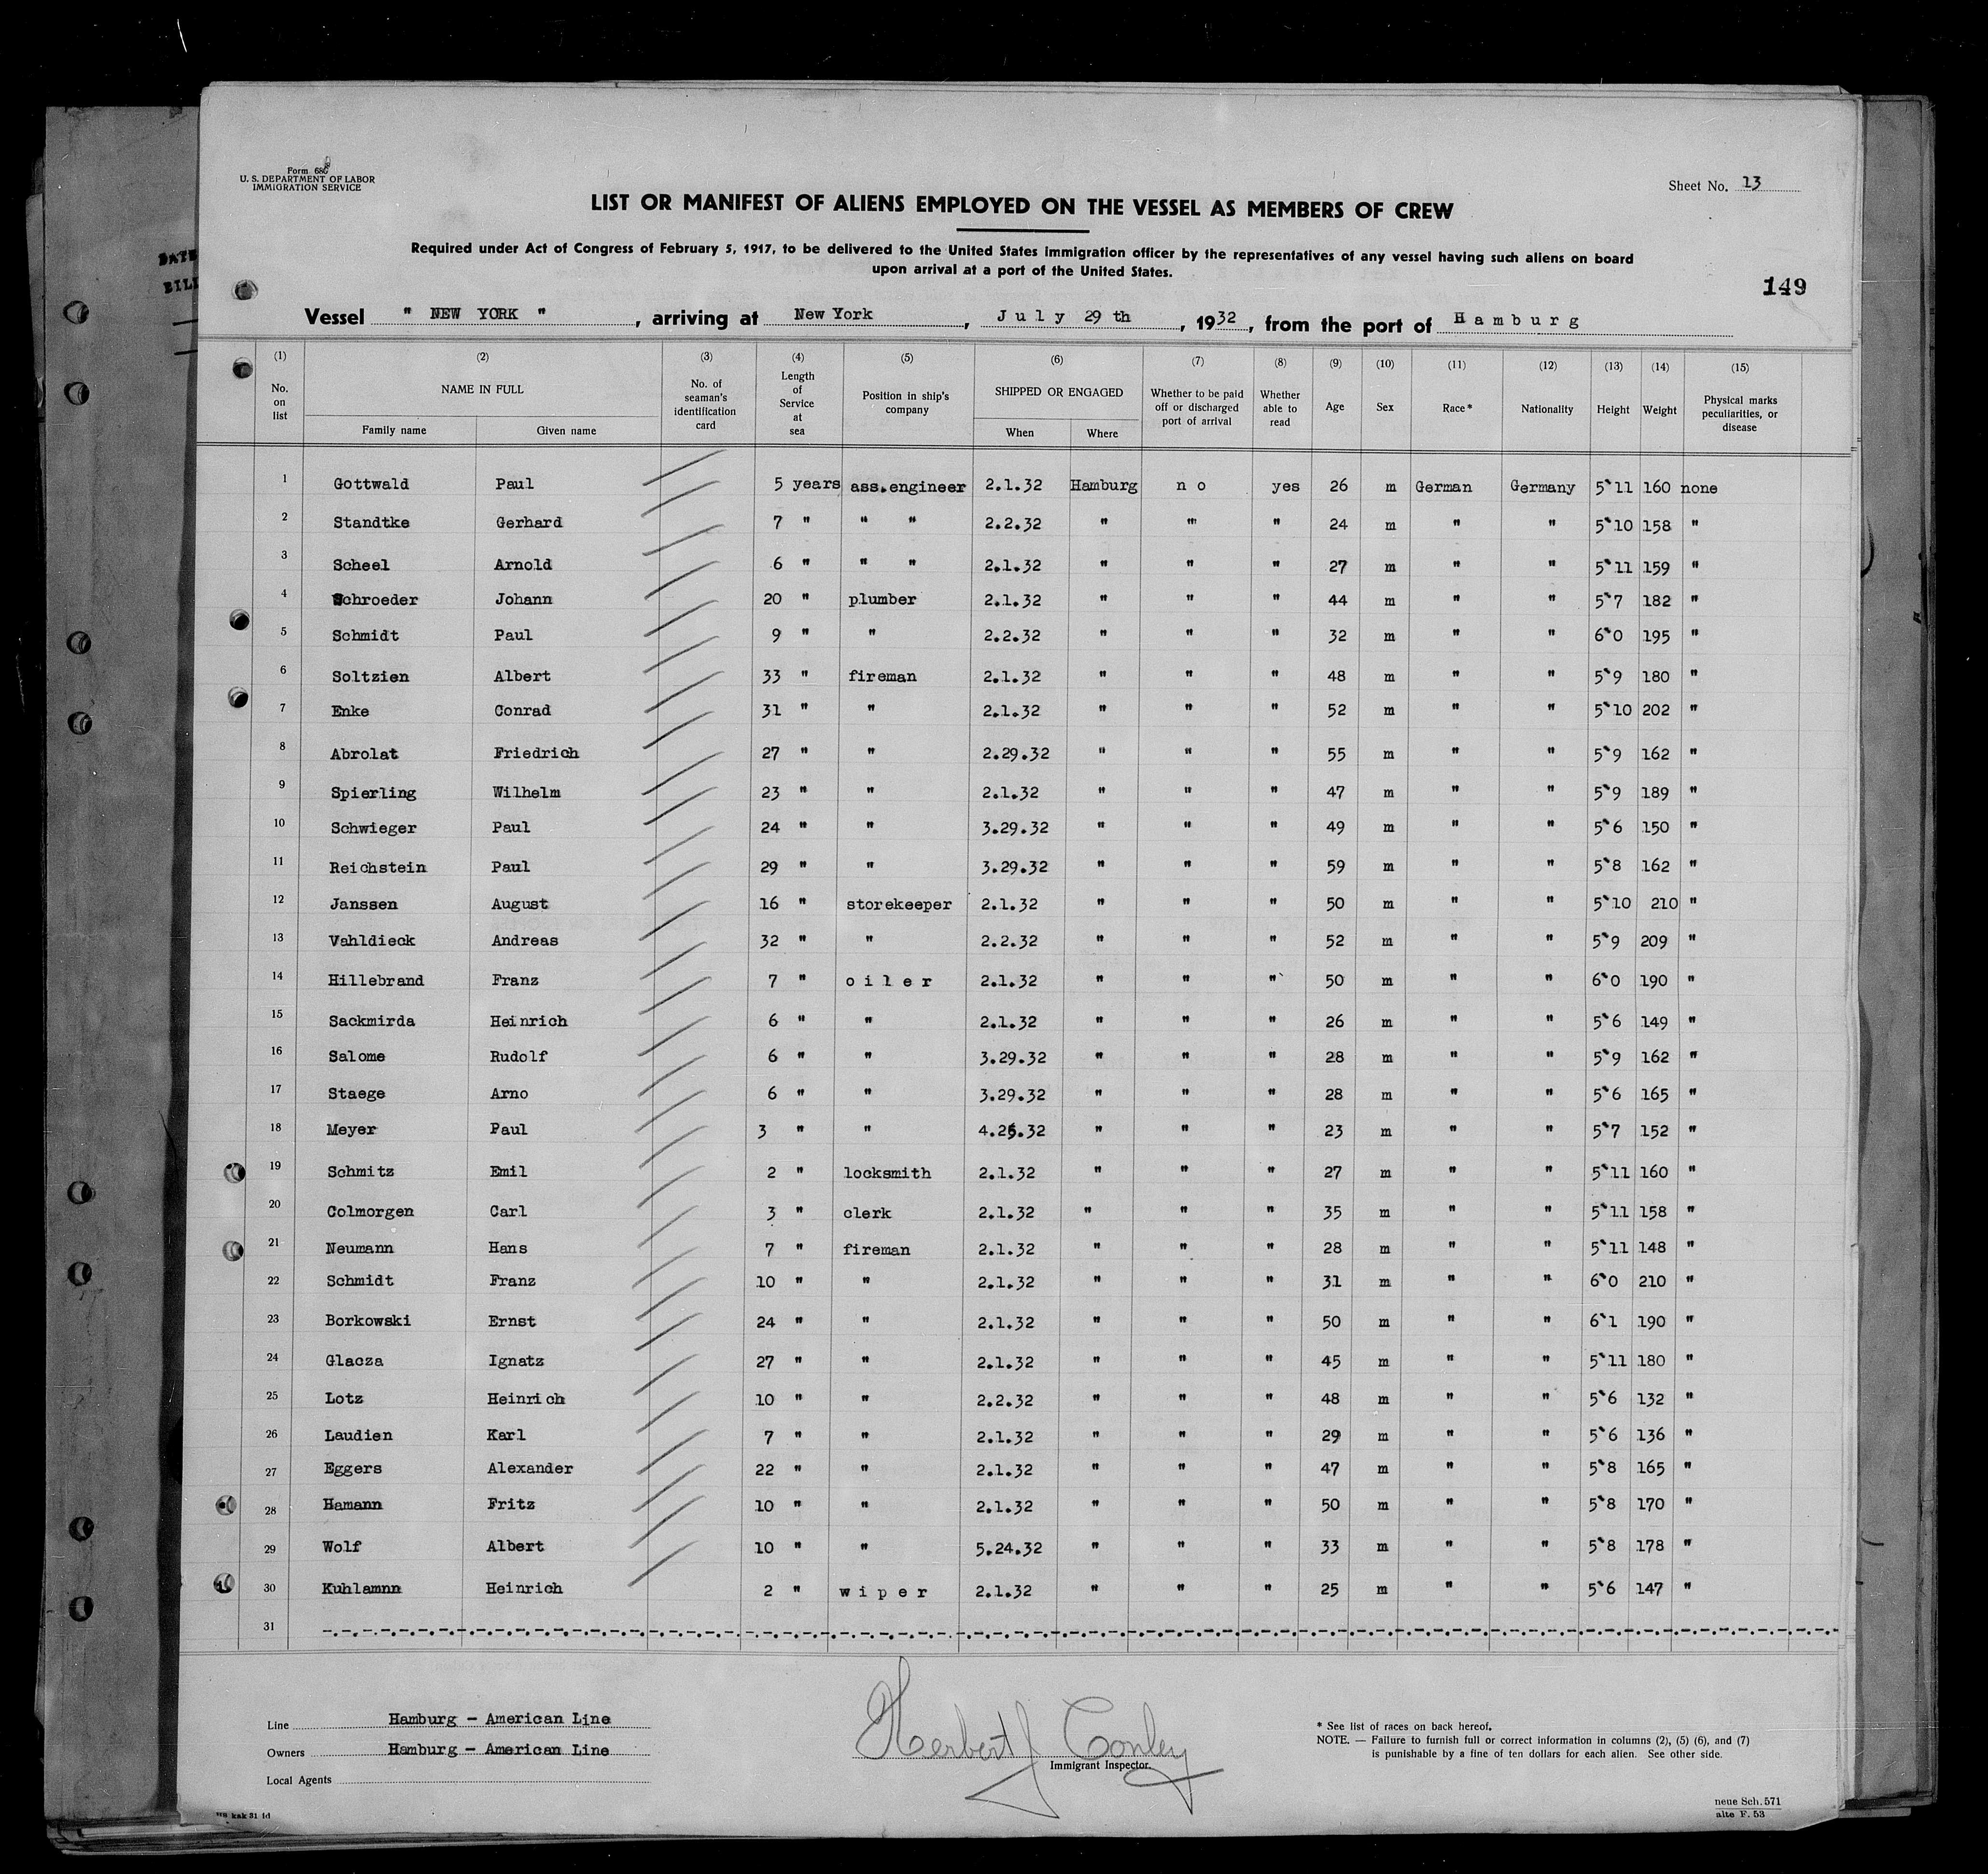 Form 680
U. S. DEPARTMENT OF LABOR
IMMIGRATION SERVICE
Sheet No. 13
LIST OR MANIFEST OF ALIENS EMPLOYED ON THE VESSEL AS MEMBERS OF CREW
Required under Act of Congress of February 5, 1917, to be delivered to the United States immigration officer by the representatives of any vessel having such aliens on board
upon arrival at a port of the United States.
149
Vessel " NEW YORK ", arriving at New York, July 29 th, 1932, from the port of Hamburg
(1) (2) (3) (4) (5) (6) (7) (8) (9) (10) (11) (12) (13) (14) (15)
No. on list NAME IN FULL Family name Given name No. of seaman's identification card Length of Service at sea Position in ship's company SHIPPED OR ENGAGED When Where Whether to be paid off or discharged port of arrival Whether able to read Age Sex Race* Nationality Height Weight Physical marks peculiarities, or disease
1 Gottwald Paul 5 years ass.engineer 2.1.32 Hamburg no yes 26 m German Germany 5`11 160 none
2 Standtke Gerhard 7 " " " 2.2.32 " " " 24 m " " 5`10 158 "
3 Scheel Arnold 6 " " " 2.1.32 " " " 27 m " " 5`11 159 "
4 Schroeder Johann 20 " plumber 2.1.32 " " " 44 m " " 5`7 182 "
5 Schmidt Paul 9 " " 2.2.32 " " " 32 m " " 6`0 195 "
6 Soltzien Albert 33 " fireman 2.1.32 " " " 48 m " " 5`9 180 "
7 Enke Conrad 31 " " 2.1.32 " " " 52 m " " 5`10 202 "
8 Abrolat Friedrich 27 " " 2.29.32 " " " 55 m " " 5`9 162 "
9 Spierling Wilhelm 23 " " 2.1.32 " " " 47 m " " 5`9 189 "
10 Schwieger Paul 24 " " 3.29.32 " " " 49 m " " 5`6 150 "
11 Reichstein Paul 29 " " 3.29.32 " " " 59 m " " 5`8 162 "
12 Janssen August 16 " storekeeper 2.1.32 " " " 50 m " " 5`10 210 "
13 Vahldieck Andreas 32 " " 2.2.32 " " " 52 m " " 5`9 209 "
14 Hillebrand Franz 7 " oiler 2.1.32 " " " 50 m " " 6`0 190 "
15 Sackmirda Heinrich 6 " " 2.1.32 " " " 26 m " " 5`6 149 "
16 Salome Rudolf 6 " " 3.29.32 " " " 28 m " " 5`9 162 "
17 Staege Arno 6 " " 3.29.32 " " " 28 m " " 5`6 165 "
18 Meyer Paul 3 " " 4.25.32 " " " 23 m " " 5`7 152 "
19 Schmitz Emil 2 " locksmith 2.1.32 " " " 27 m " " 5`11 160 "
20 Colmorgen Carl 3 " clerk 2.1.32 " " " 35 m " " 5`11 158 "
21 Neumann Hans 7 " fireman 2.1.32 " " " 28 m " " 5`11 148 "
22 Schmidt Franz 10 " " 2.1.32 " " " 31 m " " 6`0 210 "
23 Borkowski Ernst 24 " " 2.1.32 " " " 50 m " " 6`1 190 "
24 Glacza Ignatz 27 " " 2.1.32 " " " 45 m " " 5`11 180 "
25 Lotz Heinrich 10 " " 2.2.32 " " " 48 m " " 5`6 132 "
26 Laudien Karl 7 " " 2.1.32 " " " 29 m " " 5`6 136 "
27 Eggers Alexander 22 " " 2.1.32 " " " 47 m " " 5`8 165 "
28 Hamann Fritz 10 " " 2.1.32 " " " 50 m " " 5`8 170 "
29 Wolf Albert 10 " " 5.24.32 " " " 33 m " " 5`8 178 "
30 Kuhlamnn Heinrich 2 " wiper 2.1.32 " " " 25 m " " 5`6 147 "
31
Line Hamburg - American Line
Owners Hamburg - American Line
Local Agents
Herbert J Conley
Immigrant Inspector.
* See list of races on back hereof.
NOTE. — Failure to furnish full or correct information in columns (2), (5) (6), and (7)
is punishable by a fine of ten dollars for each alien. See other side.
neue Sch. 571
alte F. 53